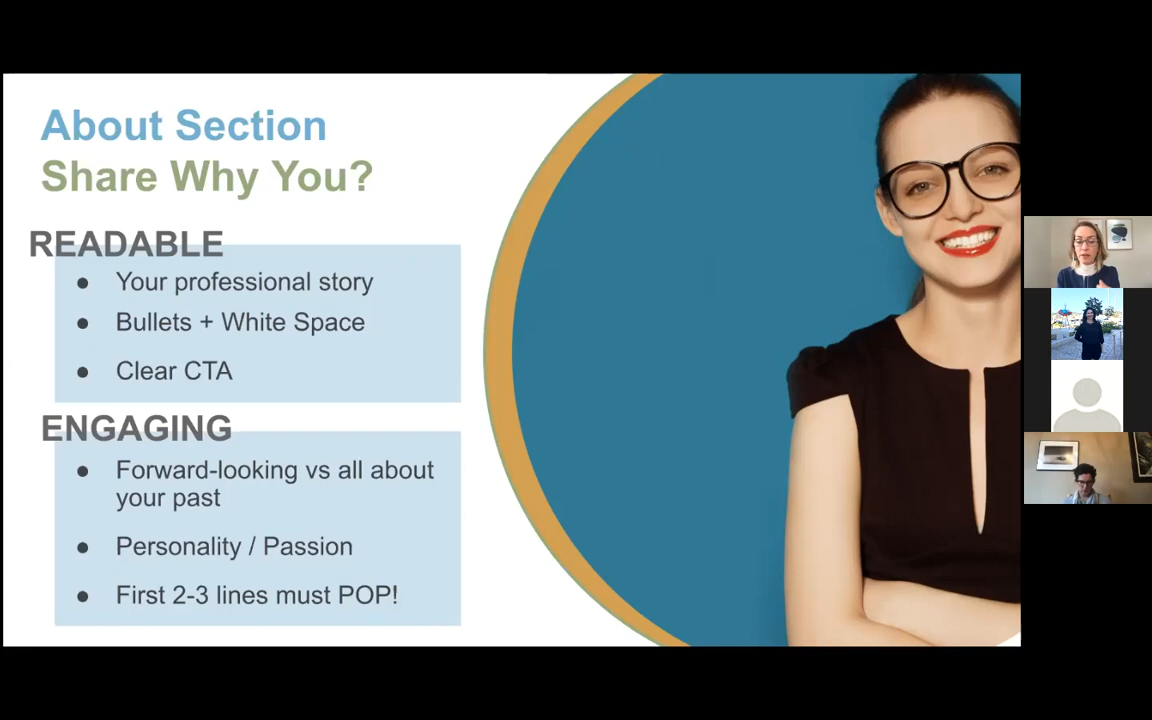 About Section
Share Why You?
READABLE
● Your professional story
● Bullets + White Space
● Clear CTA
ENGAGING
● Forward-looking vs all about
your past
● Personality / Passion
● First 2-3 lines must POP!